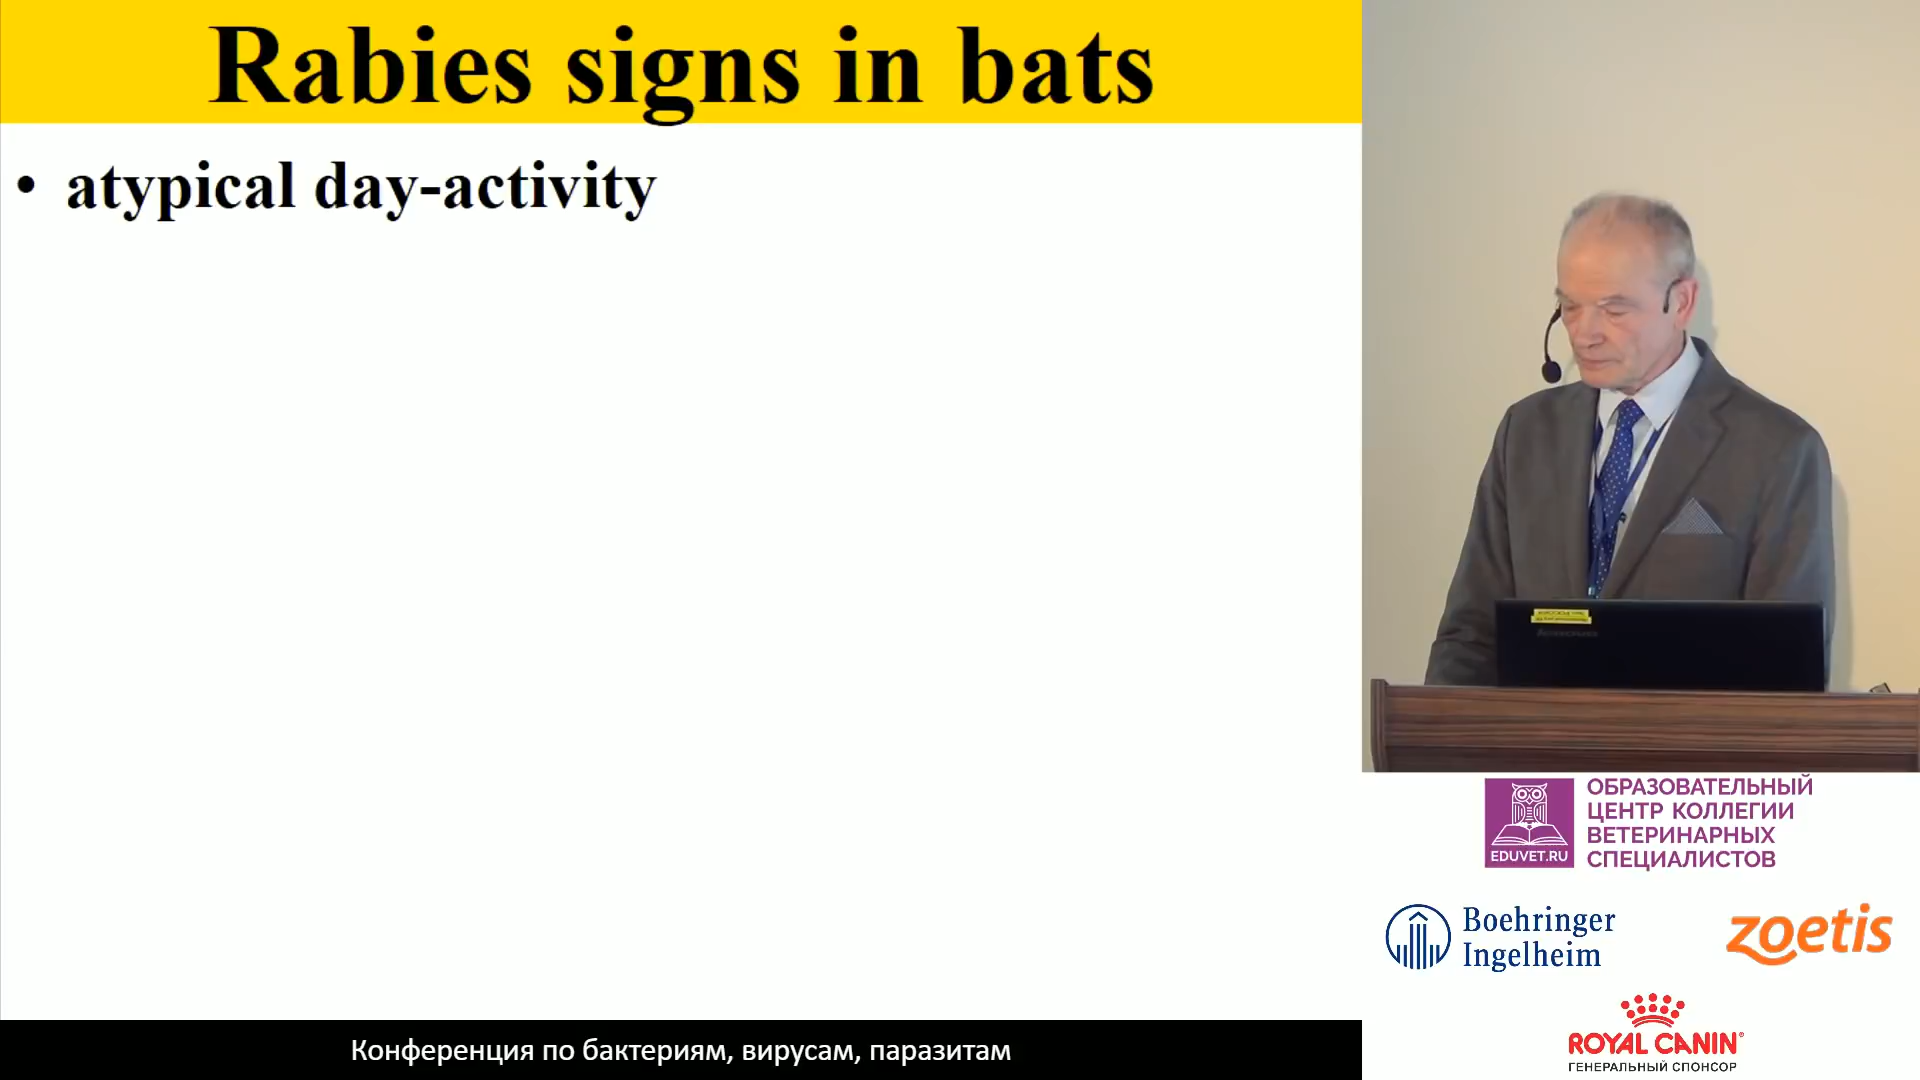 Rabies signs in bats
• atypical day-activity
ОБРАЗОВАТЕЛЬНЫЙ
ЦЕНТР КОЛЛЕГИИ
ВЕТЕРИНАРНЫХ
СПЕЦИАЛИСТОВ
EDUVET.RU
Boehringer
Ingelheim
zoetis
ROYAL CANIN
ГЕНЕРАЛЬНЫЙ СПОНСОР
Конференция по бактериям, вирусам, паразитам